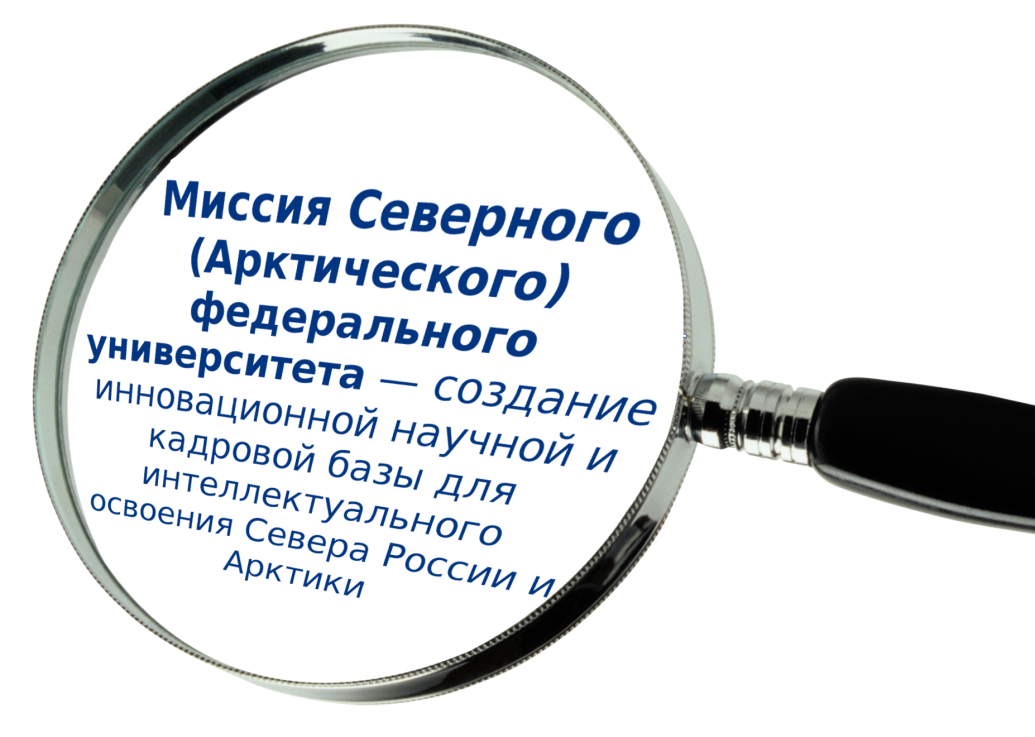 Миссия Северного
(Арктического)
федерального
университета — создание
инновационной научной и
кадровой базы для
интеллектуального
освоения Севера России и
Арктики